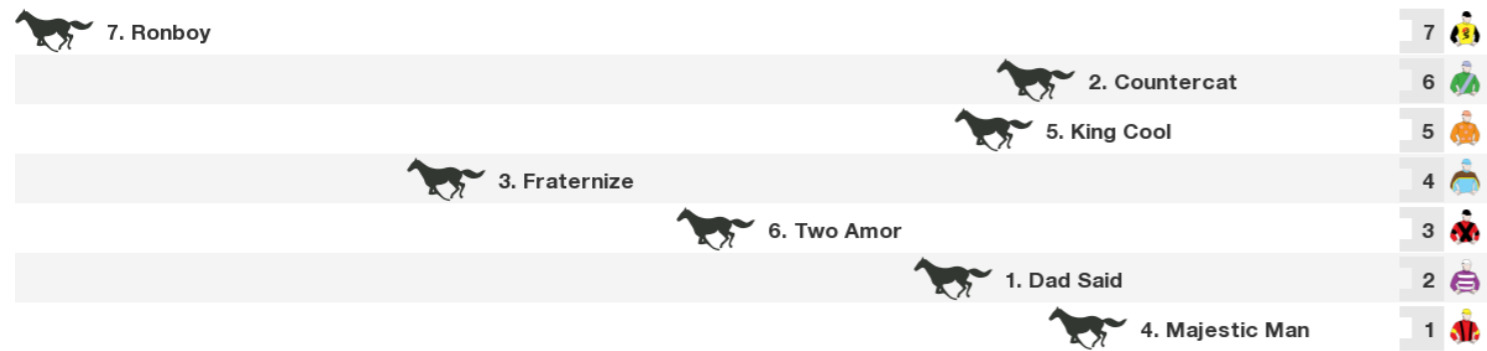 7. Ronboy 7
2. Countercat 6
5. King Cool 5
3. Fraternize 4
6. Two Amor 3
1. Dad Said 2
4. Majestic Man 1